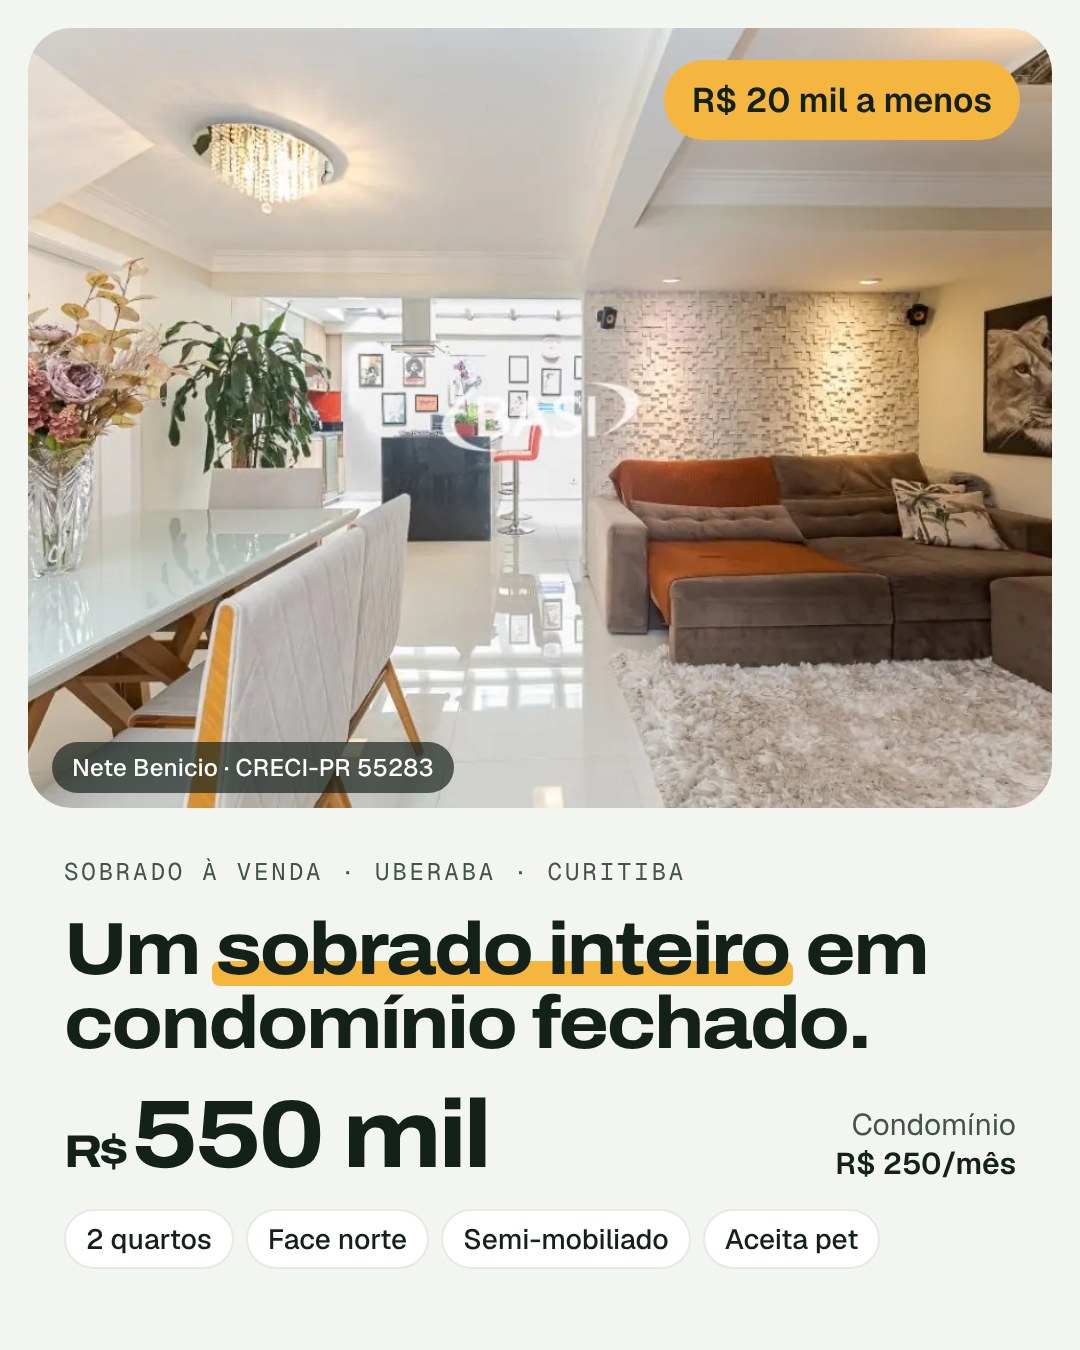 R$ 20 mil a menos
BASI
Nete Benicio · CRECI-PR 55283
SOBRADO À VENDA · UBERABA · CURITIBA
Um sobrado inteiro em
condomínio fechado.
R$ 550 mil
Condomínio
R$ 250/mês
2 quartos
Face norte
Semi-mobiliado
Aceita pet